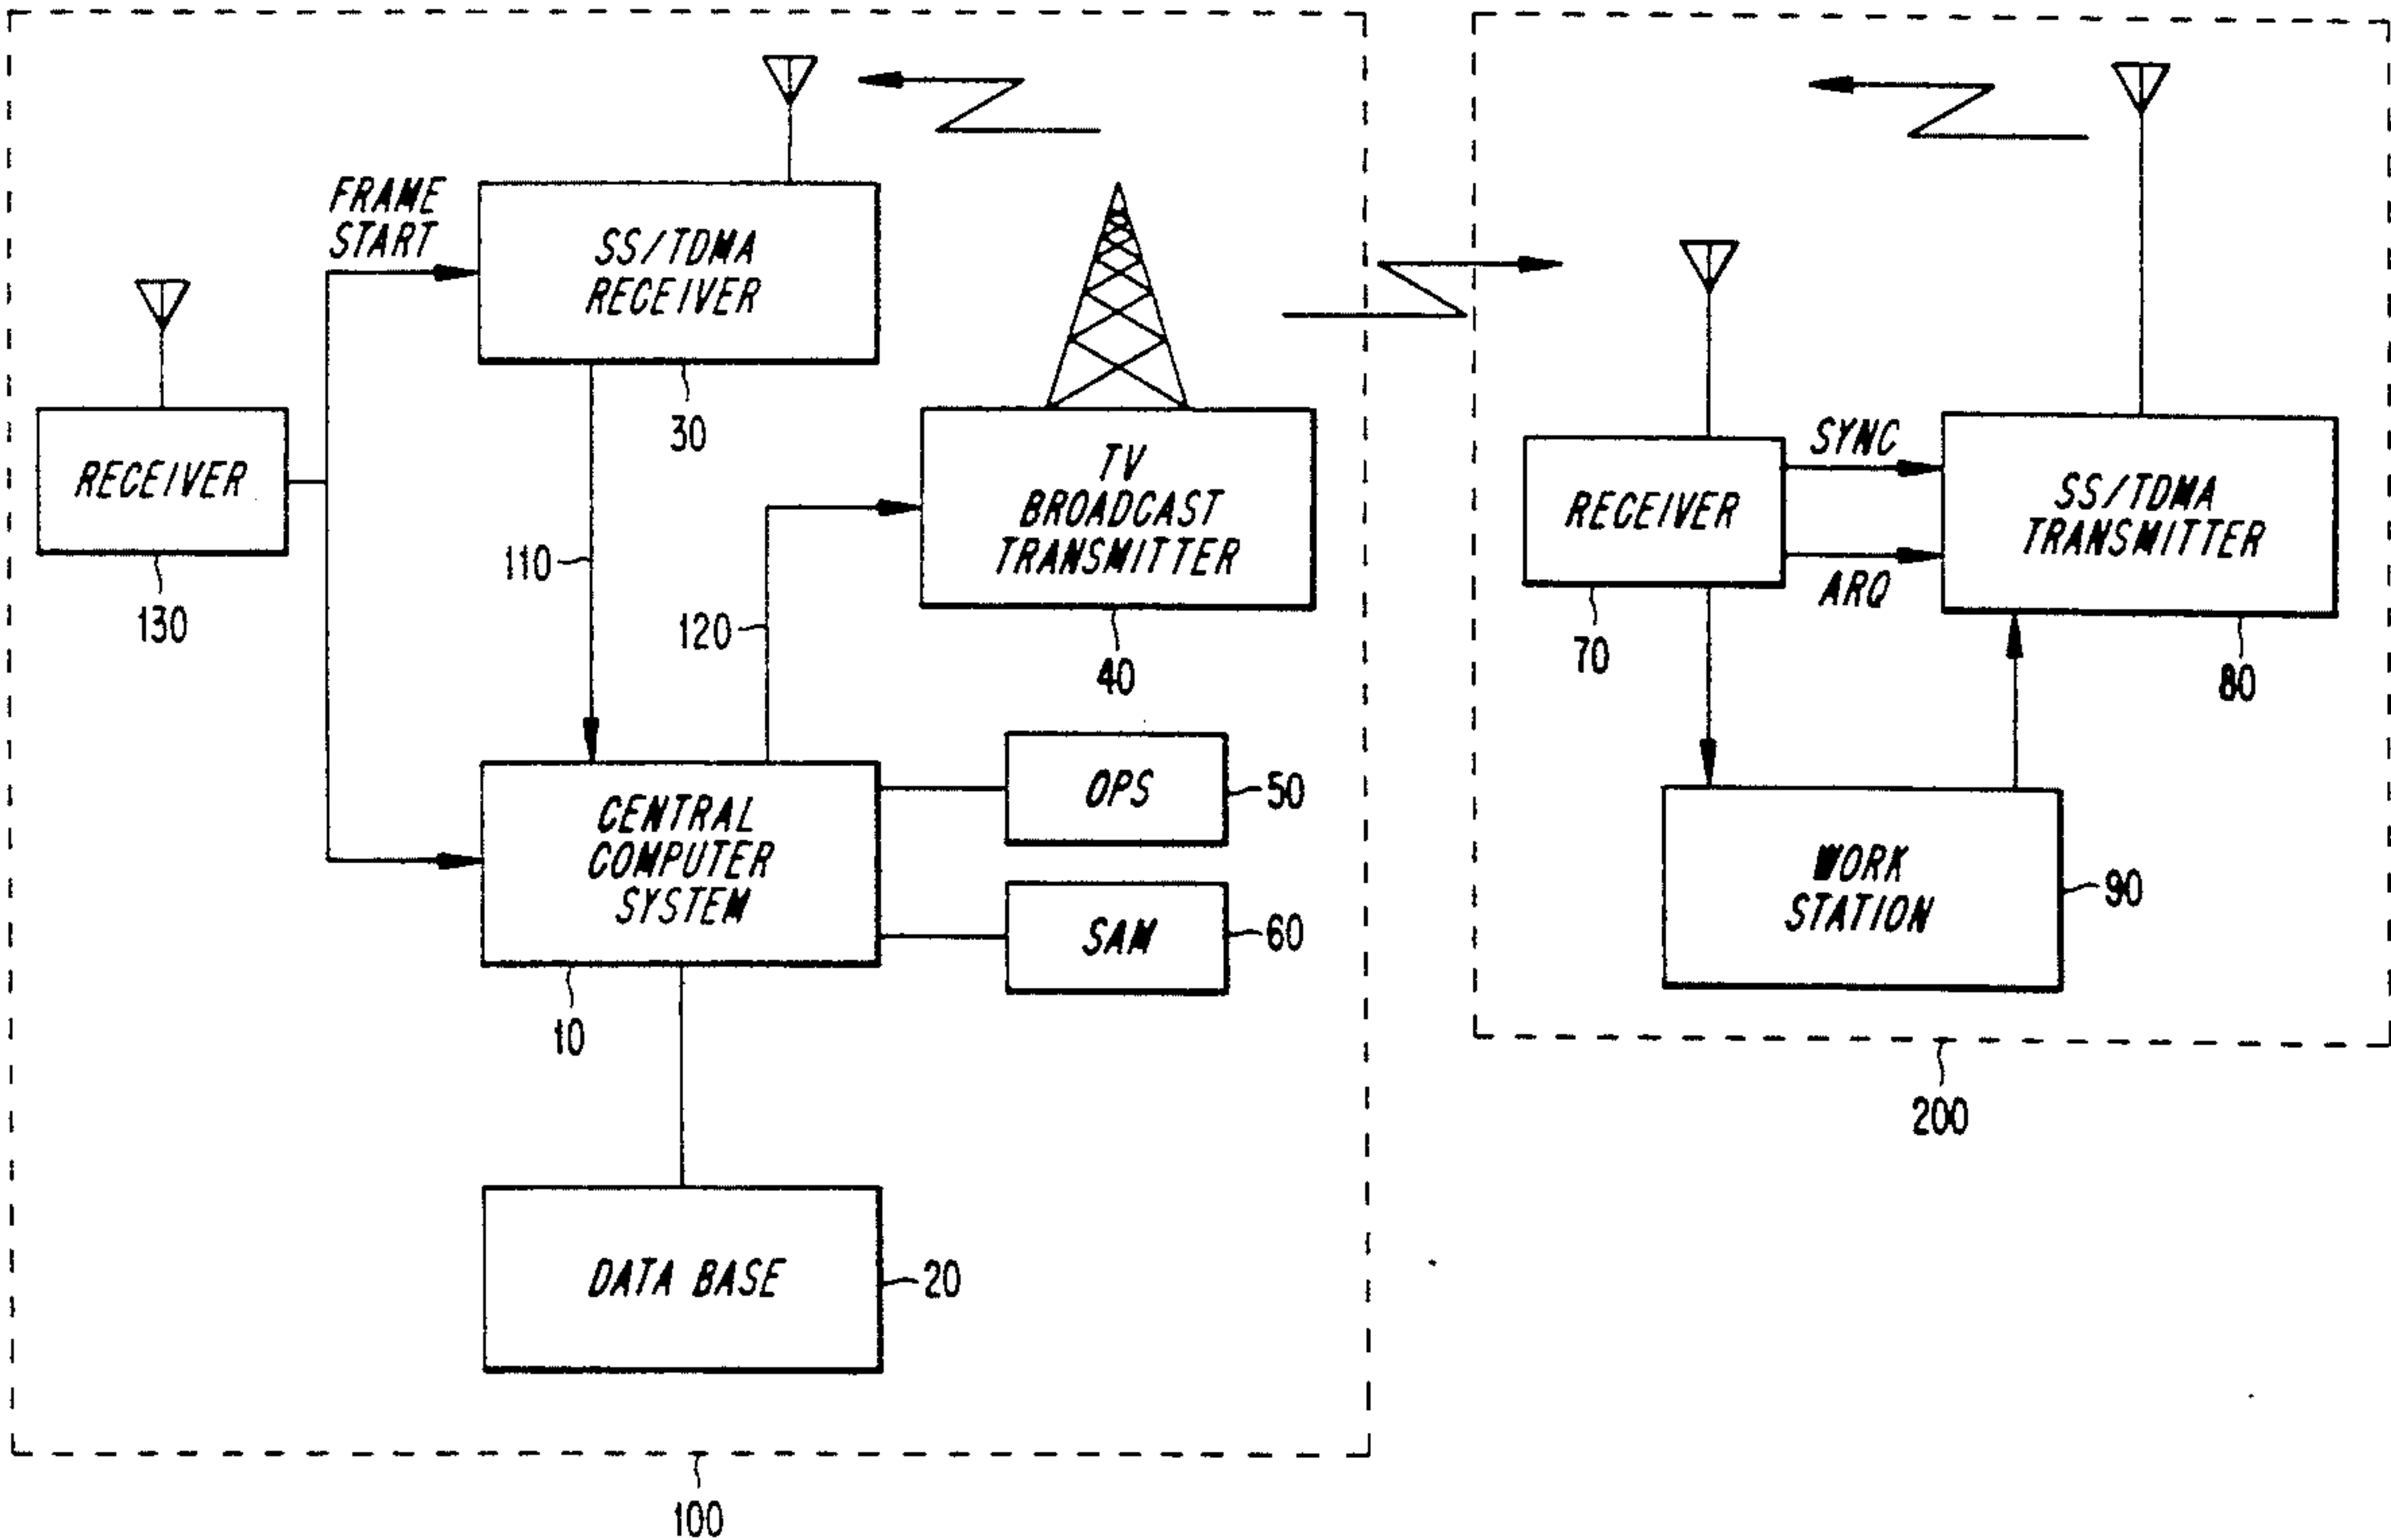 FRAME
START
SS/TDMA
RECEIVER
30
RECEIVER
130
110
120
TV
BROADCAST
TRANSMITTER
40
CENTRAL
COMPUTER
SYSTEM
10
OPS
50
SAM
60
DATA BASE
20
100
RECEIVER
70
SYNC
ARQ
SS/TDMA
TRANSMITTER
80
WORK
STATION
90
200